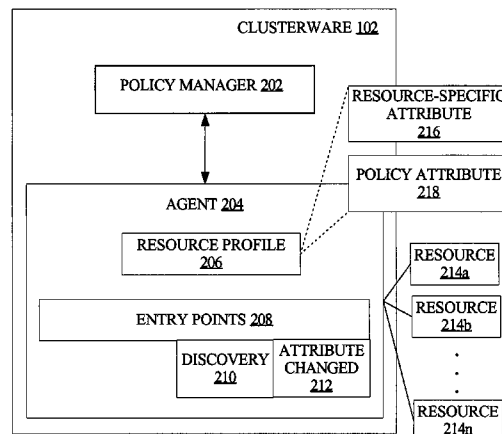 CLUSTERWARE 102
POLICY MANAGER 202
RESOURCE-SPECIFIC
ATTRIBUTE
216
POLICY ATTRIBUTE
218
AGENT 204
RESOURCE PROFILE
206
RESOURCE
214a
ENTRY POINTS 208
RESOURCE
214b
DISCOVERY
210
ATTRIBUTE
CHANGED
212
.
.
.
RESOURCE
214n